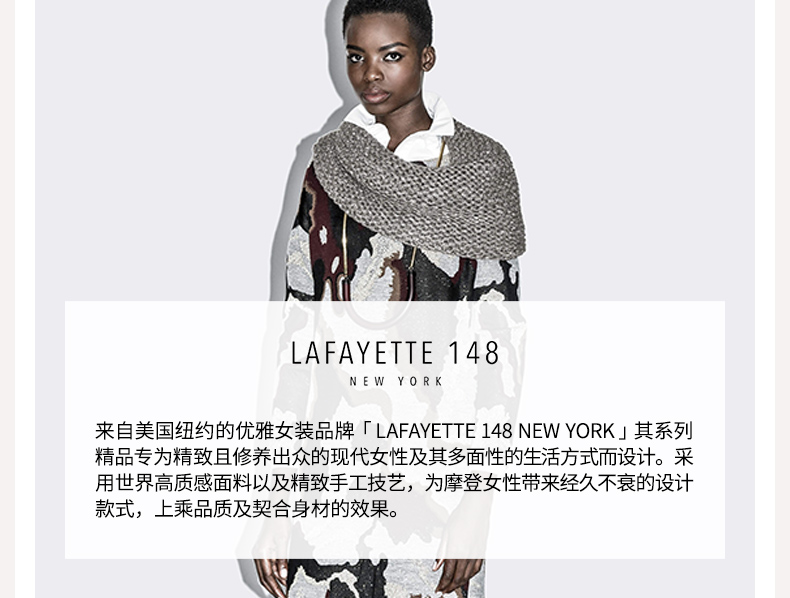 LAFAYETTE 148
NEW YORK
来自美国纽约的优雅女装品牌「LAFAYETTE 148 NEW YORK」其系列
精品专为精致且修养出众的现代女性及其多面性的生活方式而设计。采
用世界高质感面料以及精致手工技艺，为摩登女性带来经久不衰的设计
款式，上乘品质及契合身材的效果。